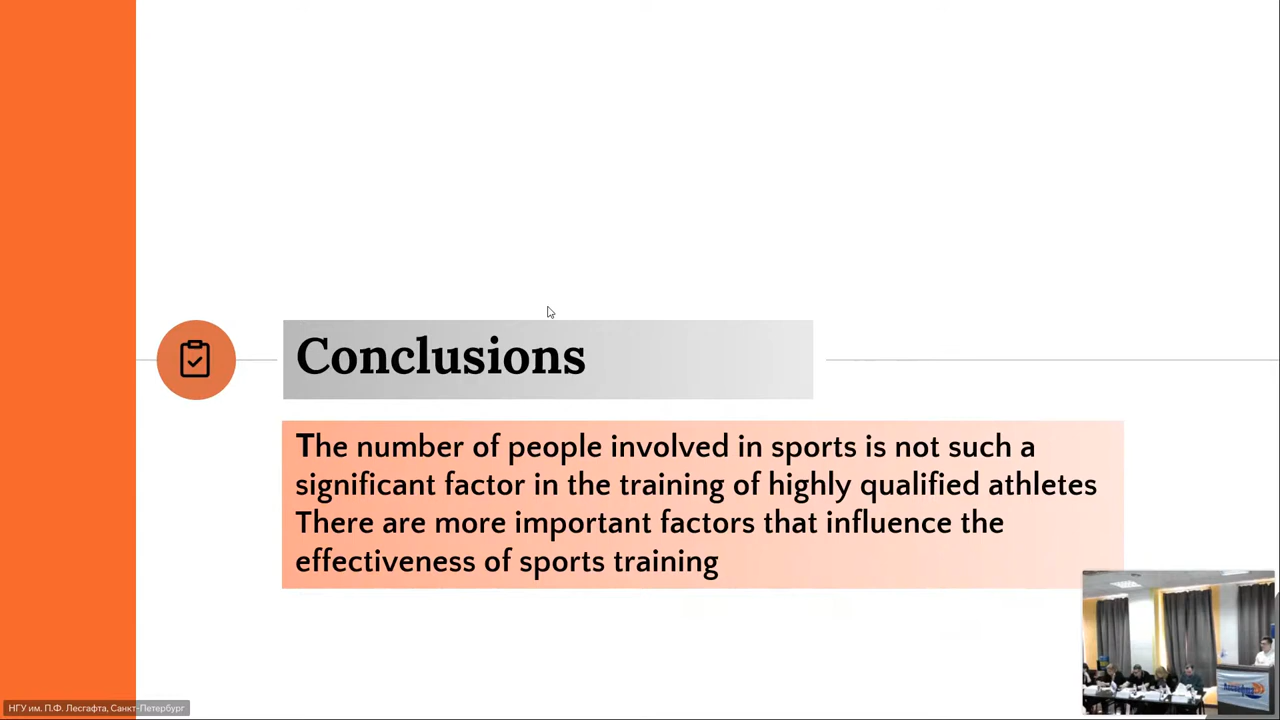 Conclusions
The number of people involved in sports is not such a
significant factor in the training of highly qualified athletes
There are more important factors that influence the
effectiveness of sports training
НГУ им. П.Ф. Лесгафта, Санкт-Петербург